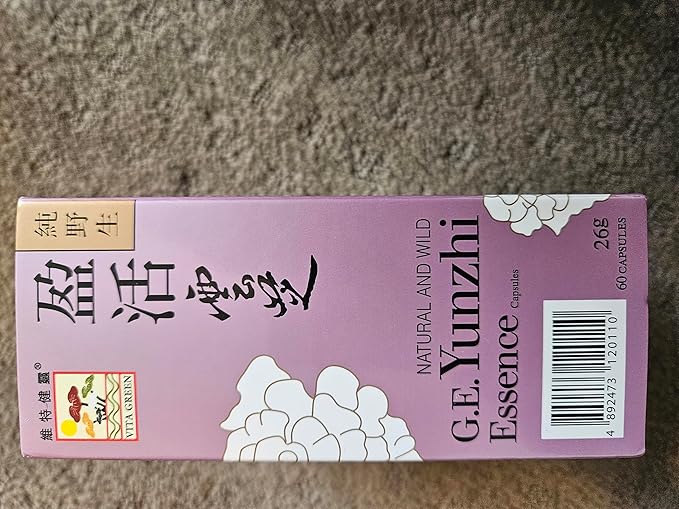 純野生
盈活
雲芝
維特健靈®
VITA GREEN
NATURAL AND WILD
G.E. Yunzhi
Essence Capsules
26g
60 CAPSULES
4 892473 120110